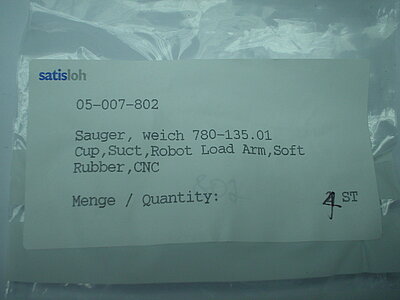 satisloh
05-007-802
Sauger, weich 780-135.01
Cup,Suct,Robot Load Arm,Soft
Rubber,CNC
Menge / Quantity: 4 ST